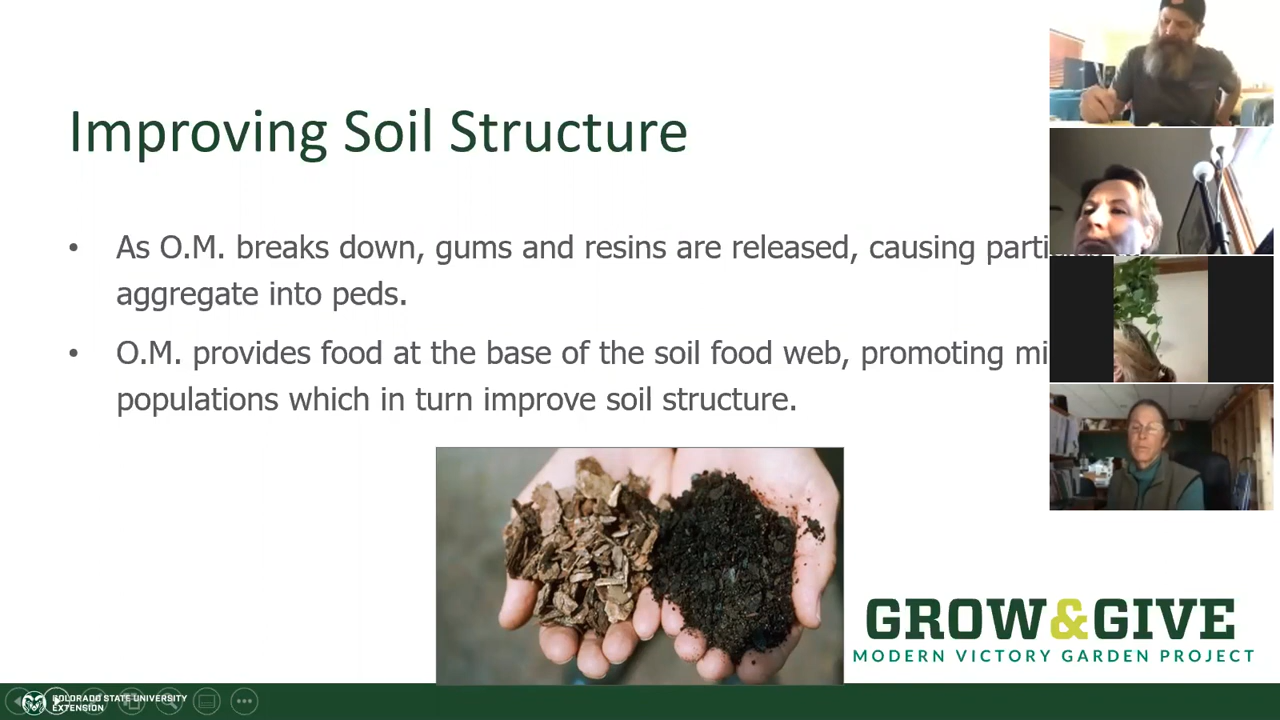 Improving Soil Structure
• As O.M. breaks down, gums and resins are released, causing
aggregate into peds.
• O.M. provides food at the base of the soil food web, promoting
populations which in turn improve soil structure.
GROW&GIVE
MODERN VICTORY GARDEN PROJECT
COLORADO STATE UNIVERSITY
EXTENSION